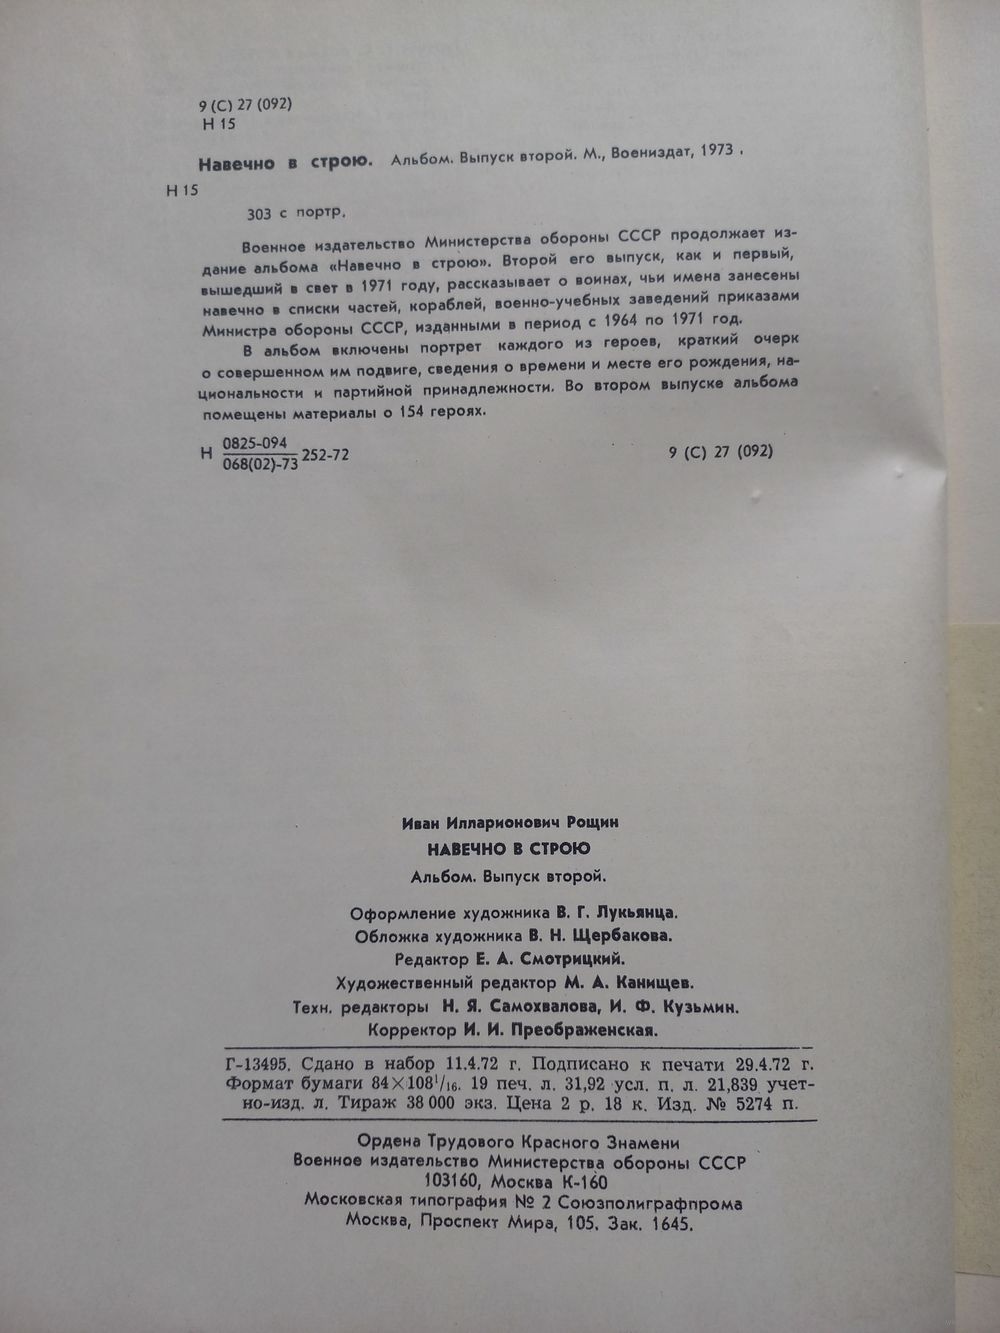 9 (С) 27 (092)
Н 15
Навечно в строю. Альбом. Выпуск второй. М., Воениздат, 1973 .
Н 15
303 с портр.
Военное издательство Министерства обороны СССР продолжает из-
дание альбома «Навечно в строю». Второй его выпуск, как и первый,
вышедший в свет в 1971 году, рассказывает о воинах, чьи имена занесены
навечно в списки частей, кораблей, военно-учебных заведений приказами
Министра обороны СССР, изданными в период с 1964 по 1971 год.
В альбом включены портрет каждого из героев, краткий очерк
о совершенном им подвиге, сведения о времени и месте его рождения, на-
циональности и партийной принадлежности. Во втором выпуске альбома
помещены материалы о 154 героях.
Н 0825-094/068(02)-73 252-72 9 (С) 27 (092)
Иван Илларионович Рощин
НАВЕЧНО В СТРОЮ
Альбом. Выпуск второй.
Оформление художника В. Г. Лукьянца.
Обложка художника В. Н. Щербакова.
Редактор Е. А. Смотрицкий.
Художественный редактор М. А. Канищев.
Техн. редакторы Н. Я. Самохвалова, И. Ф. Кузьмин.
Корректор И. И. Преображенская.
Г-13495. Сдано в набор 11.4.72 г. Подписано к печати 29.4.72 г.
Формат бумаги 84×108¹/₁₆. 19 печ. л. 31,92 усл. п. л. 21,839 учет-
но-изд. л. Тираж 38 000 экз. Цена 2 р. 18 к. Изд. № 5274 п.
Ордена Трудового Красного Знамени
Военное издательство Министерства обороны СССР
103160, Москва К-160
Московская типография № 2 Союзполиграфпрома
Москва, Проспект Мира, 105. Зак. 1645.